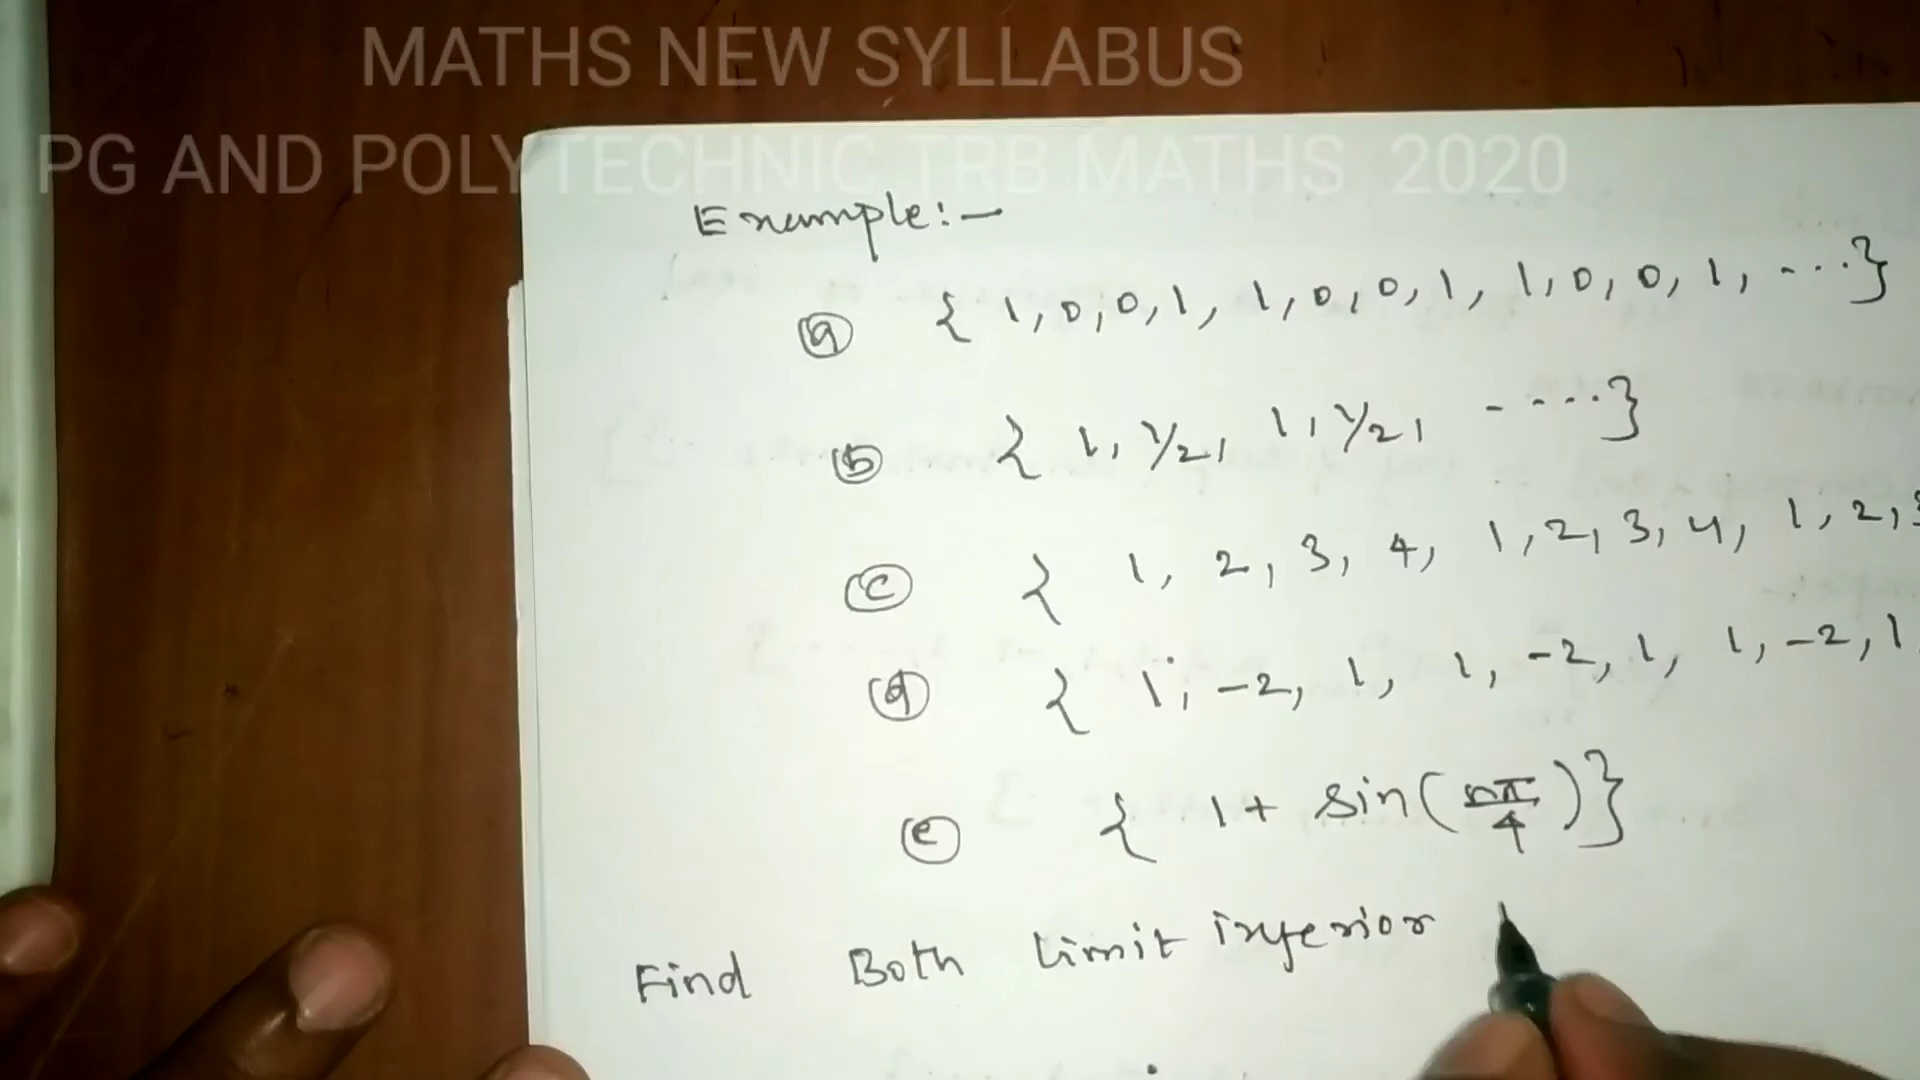 MATHS NEW SYLLABUS
PG AND POLYTECHNIC TRB MATHS 2020
Example:-
(a) { 1, 0, 0, 1, 1, 0, 0, 1, 1, 0, 0, 1, ...}
(b) { 1, 1/2, 1, 1/2, .....}
(c) { 1, 2, 3, 4, 1, 2, 3, 4, 1, 2, 3
(d) { 1, -2, 1, 1, -2, 1, 1, -2, 1
(e) { 1 + sin(nπ/4)}
Find Both limit inferior